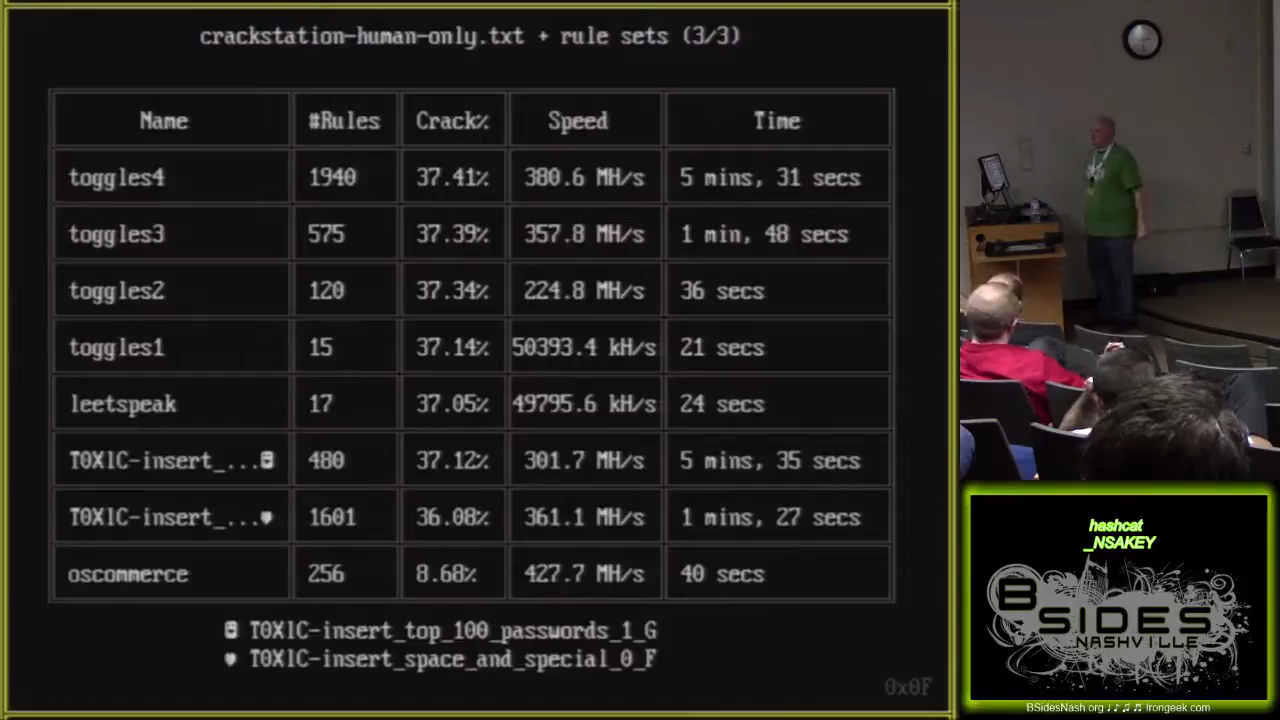 crackstation-human-only.txt + rule sets (3/3)
Name #Rules Crack% Speed Time
toggles4 1940 37.41% 380.6 MH/s 5 mins, 31 secs
toggles3 575 37.39% 357.8 MH/s 1 min, 48 secs
toggles2 120 37.34% 224.8 MH/s 36 secs
toggles1 15 37.14% 50393.4 kH/s 21 secs
leetspeak 17 37.05% 49795.6 kH/s 24 secs
T0XlC-insert_... 480 37.12% 301.7 MH/s 5 mins, 35 secs
T0XlC-insert_... 1601 36.08% 361.1 MH/s 1 mins, 27 secs
oscommerce 256 8.68% 427.7 MH/s 40 secs
T0XlC-insert_top_100_passwords_1_G
T0XlC-insert_space_and_special_0_F
0x0F
hashcat
_NSAKEY
BSIDES
NASHVILLE
BSidesNash.org ♩♪♫♬ Irongeek.com